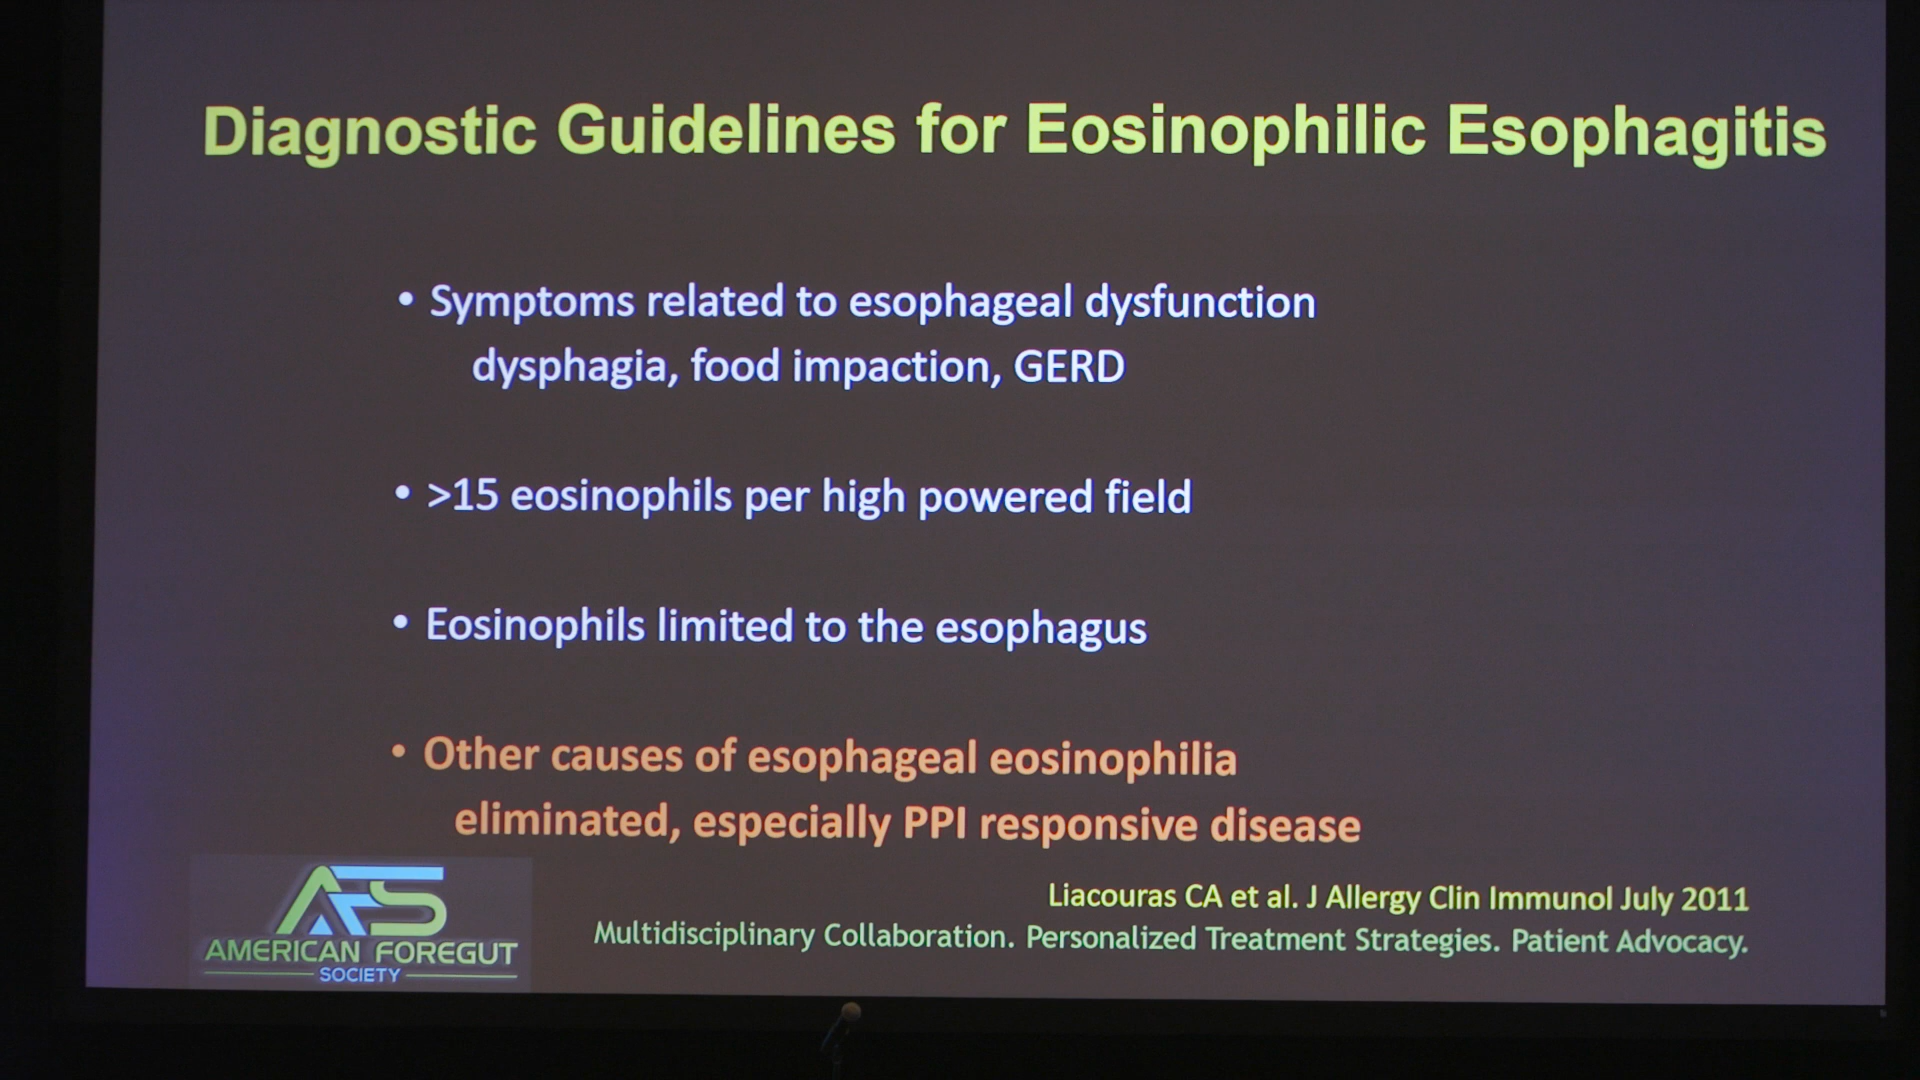 Diagnostic Guidelines for Eosinophilic Esophagitis
• Symptoms related to esophageal dysfunction
dysphagia, food impaction, GERD
• >15 eosinophils per high powered field
• Eosinophils limited to the esophagus
• Other causes of esophageal eosinophilia
eliminated, especially PPI responsive disease
Liacouras CA et al. J Allergy Clin Immunol July 2011
Multidisciplinary Collaboration. Personalized Treatment Strategies. Patient Advocacy.
AFS
AMERICAN FOREGUT
SOCIETY